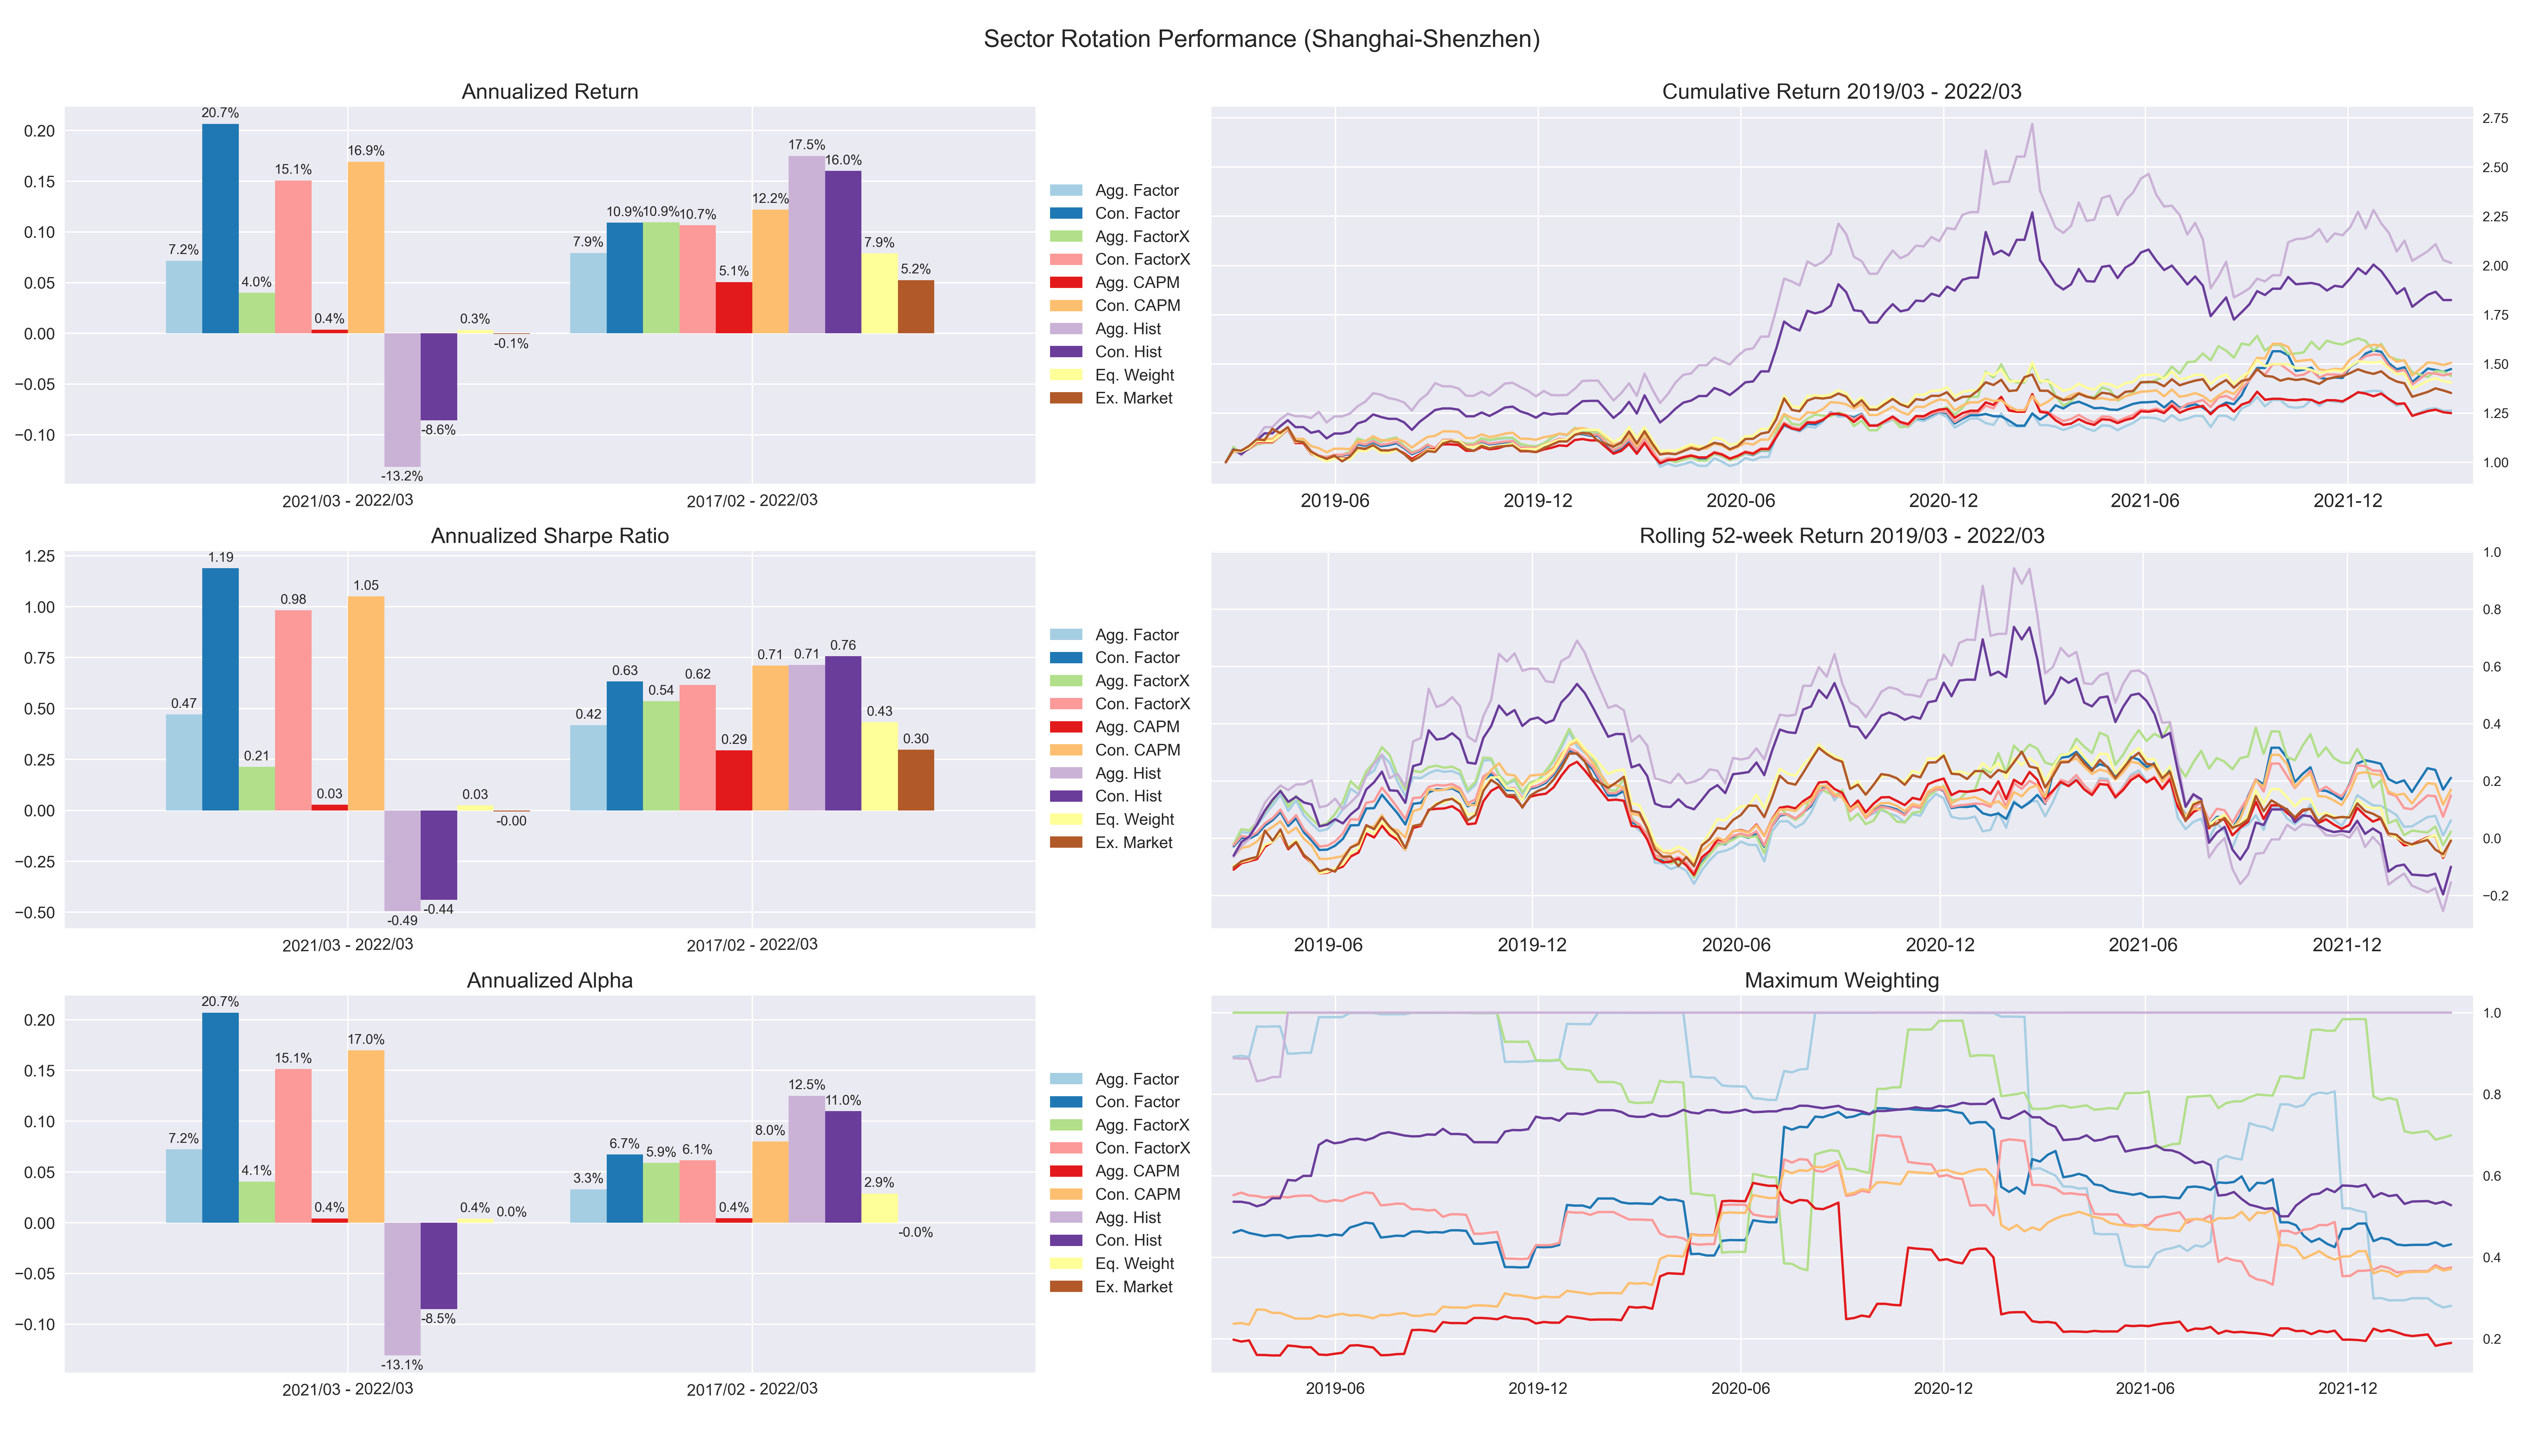 Sector Rotation Performance (Shanghai-Shenzhen)
Annualized Return
0.20
0.15
0.10
0.05
0.00
−0.05
−0.10
7.2%
20.7%
4.0%
15.1%
0.4%
16.9%
-13.2%
-8.6%
0.3%
-0.1%
7.9%
10.9%
10.9%
10.7%
5.1%
12.2%
17.5%
16.0%
7.9%
5.2%
2021/03 - 2022/03
2017/02 - 2022/03
Agg. Factor
Con. Factor
Agg. FactorX
Con. FactorX
Agg. CAPM
Con. CAPM
Agg. Hist
Con. Hist
Eq. Weight
Ex. Market
Cumulative Return 2019/03 - 2022/03
2.75
2.50
2.25
2.00
1.75
1.50
1.25
1.00
2019-06
2019-12
2020-06
2020-12
2021-06
2021-12
Annualized Sharpe Ratio
1.25
1.00
0.75
0.50
0.25
0.00
−0.25
−0.50
0.47
1.19
0.21
0.98
0.03
1.05
-0.49
-0.44
0.03
-0.00
0.42
0.63
0.54
0.62
0.29
0.71
0.71
0.76
0.43
0.30
2021/03 - 2022/03
2017/02 - 2022/03
Agg. Factor
Con. Factor
Agg. FactorX
Con. FactorX
Agg. CAPM
Con. CAPM
Agg. Hist
Con. Hist
Eq. Weight
Ex. Market
Rolling 52-week Return 2019/03 - 2022/03
1.0
0.8
0.6
0.4
0.2
0.0
−0.2
2019-06
2019-12
2020-06
2020-12
2021-06
2021-12
Annualized Alpha
0.20
0.15
0.10
0.05
0.00
−0.05
−0.10
7.2%
20.7%
4.1%
15.1%
0.4%
17.0%
-13.1%
-8.5%
0.4%
0.0%
3.3%
6.7%
5.9%
6.1%
0.4%
8.0%
12.5%
11.0%
2.9%
-0.0%
2021/03 - 2022/03
2017/02 - 2022/03
Agg. Factor
Con. Factor
Agg. FactorX
Con. FactorX
Agg. CAPM
Con. CAPM
Agg. Hist
Con. Hist
Eq. Weight
Ex. Market
Maximum Weighting
1.0
0.8
0.6
0.4
0.2
2019-06
2019-12
2020-06
2020-12
2021-06
2021-12